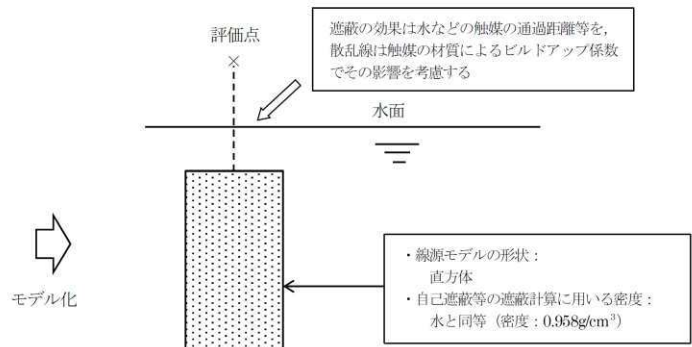 評価点
遮蔽の効果は水などの触媒の通過距離等を,
散乱線は触媒の材質によるビルドアップ係数
でその影響を考慮する
水面
モデル化
・線源モデルの形状：
直方体
・自己遮蔽等の遮蔽計算に用いる密度：
水と同等（密度：0.958g/cm³）